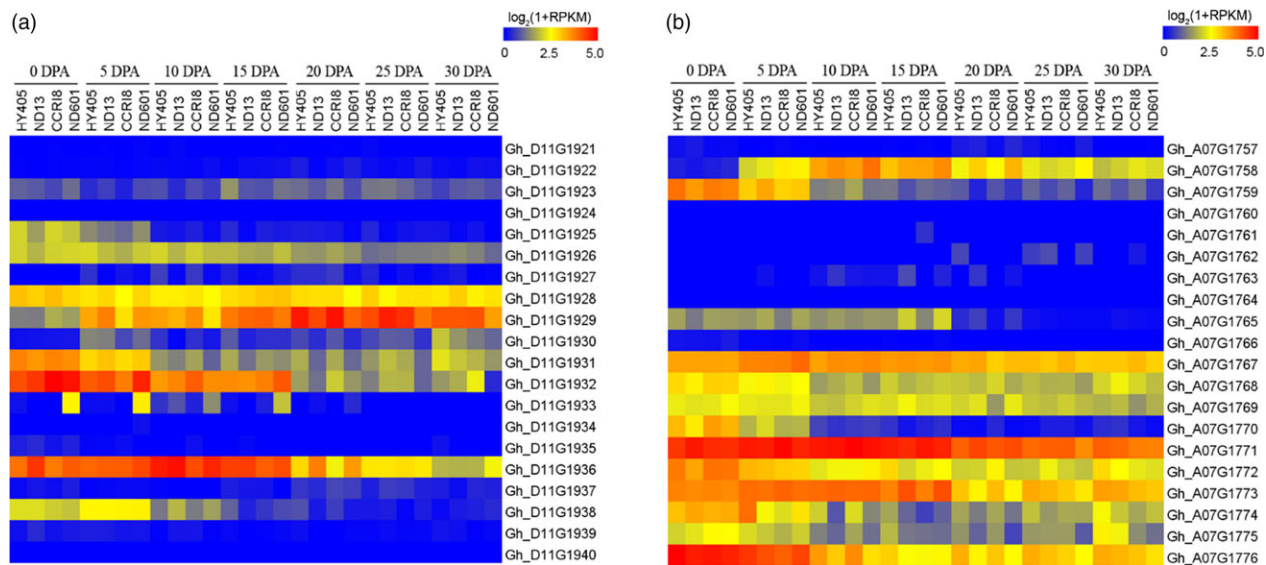 (a)
log2(1+RPKM)
0 2.5 5.0
0 DPA 5 DPA 10 DPA 15 DPA 20 DPA 25 DPA 30 DPA
HY405 ND13 CCRI8 ND601 HY405 ND13 CCRI8 ND601 HY405 ND13 CCRI8 ND601 HY405 ND13 CCRI8 ND601 HY405 ND13 CCRI8 ND601 HY405 ND13 CCRI8 ND601 HY405 ND13 CCRI8 ND601
Gh_D11G1921
Gh_D11G1922
Gh_D11G1923
Gh_D11G1924
Gh_D11G1925
Gh_D11G1926
Gh_D11G1927
Gh_D11G1928
Gh_D11G1929
Gh_D11G1930
Gh_D11G1931
Gh_D11G1932
Gh_D11G1933
Gh_D11G1934
Gh_D11G1935
Gh_D11G1936
Gh_D11G1937
Gh_D11G1938
Gh_D11G1939
Gh_D11G1940
(b)
log2(1+RPKM)
0 2.5 5.0
0 DPA 5 DPA 10 DPA 15 DPA 20 DPA 25 DPA 30 DPA
HY405 ND13 CCRI8 ND601 HY405 ND13 CCRI8 ND601 HY405 ND13 CCRI8 ND601 HY405 ND13 CCRI8 ND601 HY405 ND13 CCRI8 ND601 HY405 ND13 CCRI8 ND601 HY405 ND13 CCRI8 ND601
Gh_A07G1757
Gh_A07G1758
Gh_A07G1759
Gh_A07G1760
Gh_A07G1761
Gh_A07G1762
Gh_A07G1763
Gh_A07G1764
Gh_A07G1765
Gh_A07G1766
Gh_A07G1767
Gh_A07G1768
Gh_A07G1769
Gh_A07G1770
Gh_A07G1771
Gh_A07G1772
Gh_A07G1773
Gh_A07G1774
Gh_A07G1775
Gh_A07G1776